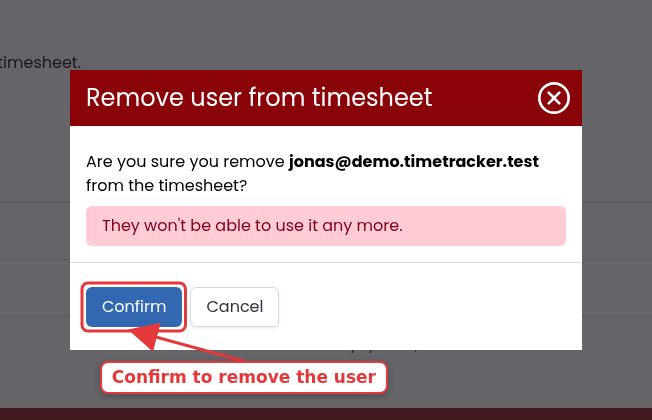 timesheet.
Remove user from timesheet
Are you sure you remove jonas@demo.timetracker.test
from the timesheet?
They won't be able to use it any more.
Confirm
Cancel
Confirm to remove the user